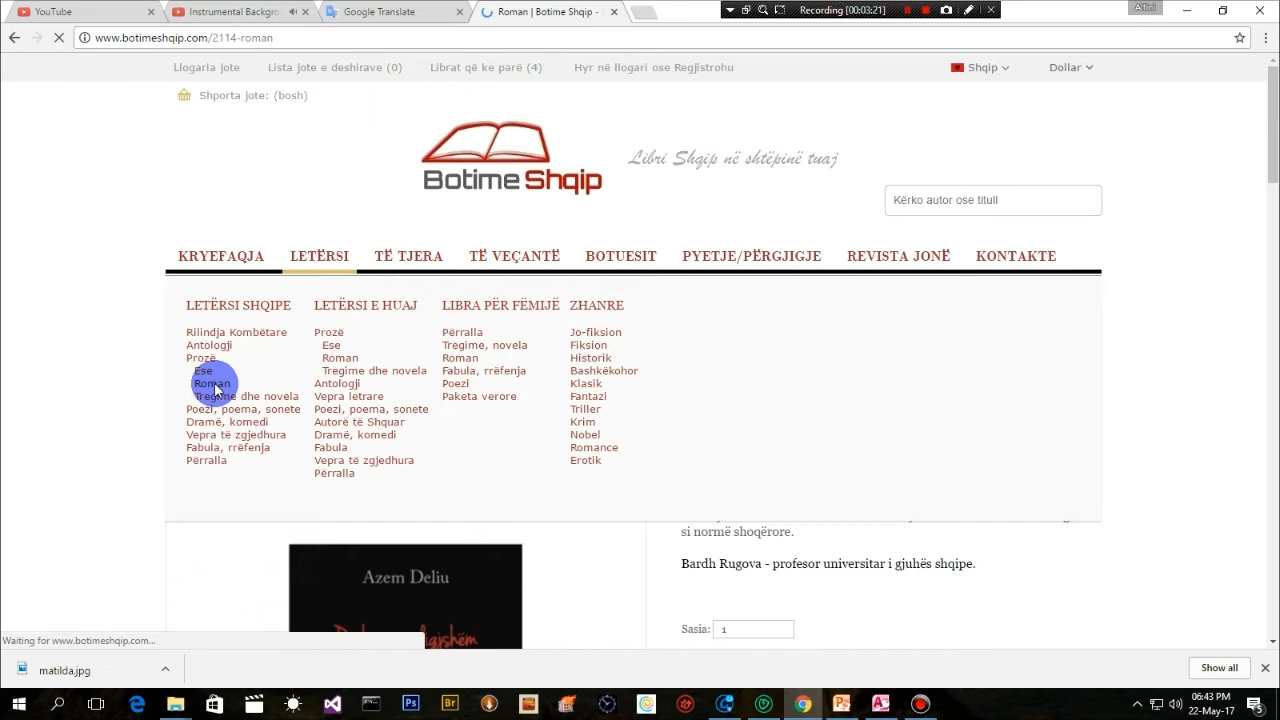 YouTube
Instrumental Backgro
Google Translate
Roman | Botime Shqip -
Recording [00:03:21]
Altini
www.botimeshqip.com/2114-roman
Llogaria jote
Lista jote e deshirave (0)
Librat që ke parë (4)
Hyr në llogari ose Regjistrohu
Shqip
Dollar
Shporta jote: (bosh)
Botime Shqip
Libri Shqip në shtëpinë tuaj
Kërko autor ose titull
KRYEFAQJA
LETËRSI
TË TJERA
TË VEÇANTË
BOTUESIT
PYETJE/PËRGJIGJE
REVISTA JONË
KONTAKTE
LETËRSI SHQIPE
Rilindja Kombëtare
Antologji
Prozë
Ese
Roman
Tregime dhe novela
Poezi, poema, sonete
Dramë, komedi
Vepra të zgjedhura
Fabula, rrëfenja
Përralla
LETËRSI E HUAJ
Prozë
Ese
Roman
Tregime dhe novela
Antologji
Vepra letrare
Poezi, poema, sonete
Autorë të Shquar
Dramë, komedi
Fabula
Vepra të zgjedhura
Përralla
LIBRA PËR FËMIJË
Përralla
Tregime, novela
Roman
Fabula, rrëfenja
Poezi
Paketa verore
ZHANRE
Jo-fiksion
Fiksion
Historik
Bashkëkohor
Klasik
Fantazi
Triller
Krim
Nobel
Romance
Erotik
si normë shoqërore.
Bardh Rugova - profesor universitar i gjuhës shqipe.
Azem Deliu
Sasia: 1
Waiting for www.botimeshqip.com...
matilda.jpg
Show all
06:43 PM
22-May-17